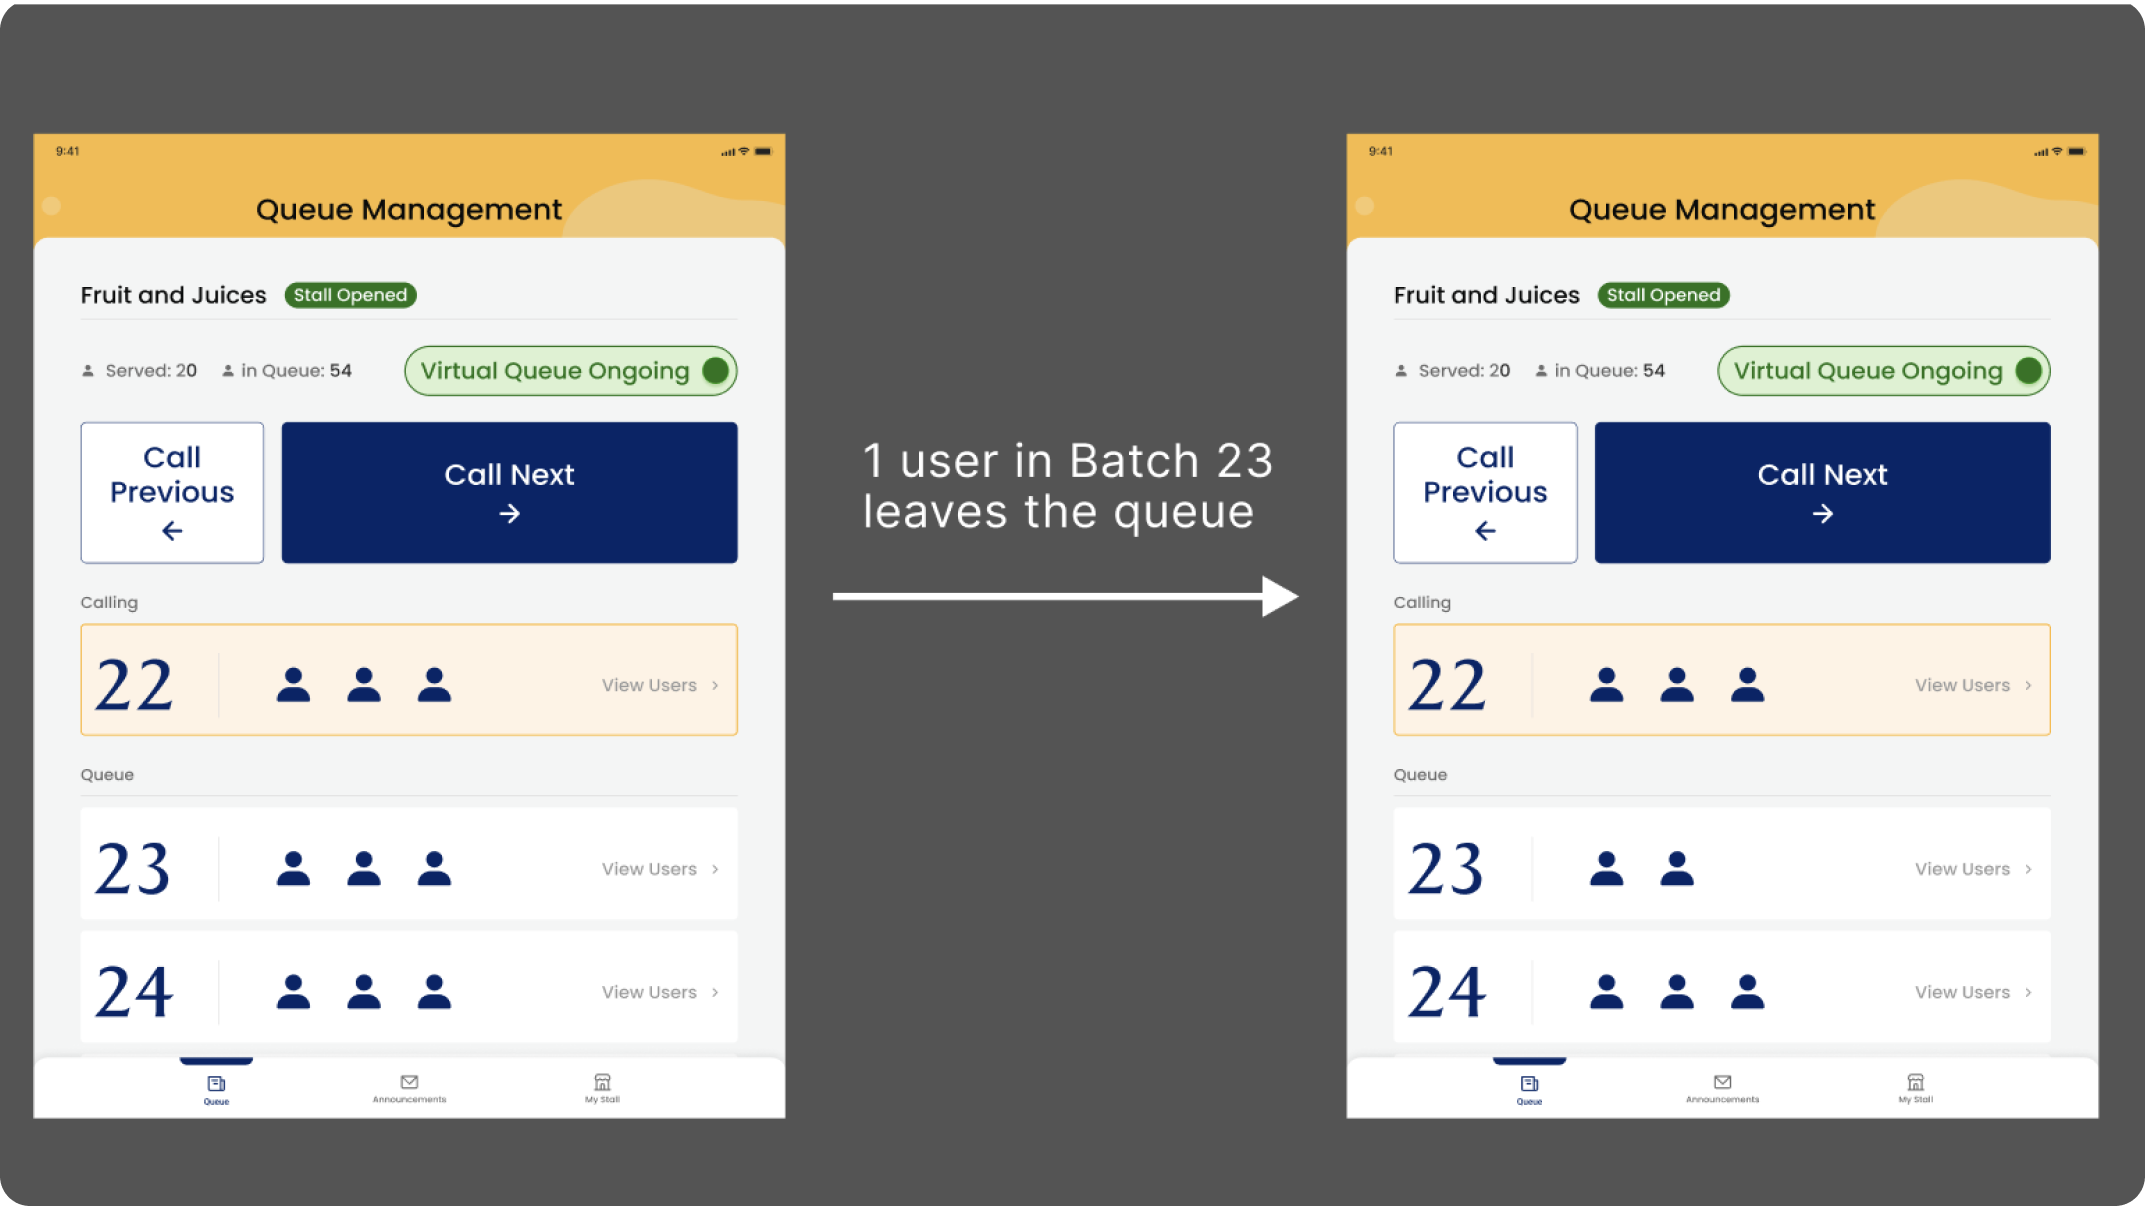 9:41
Queue Management
Fruit and Juices Stall Opened
Served: 20 in Queue: 54 Virtual Queue Ongoing
Call
Previous
Call Next
Calling
22 View Users
Queue
23 View Users
24 View Users
Queue Announcements My Stall
1 user in Batch 23
leaves the queue
9:41
Queue Management
Fruit and Juices Stall Opened
Served: 20 in Queue: 54 Virtual Queue Ongoing
Call
Previous
Call Next
Calling
22 View Users
Queue
23 View Users
24 View Users
Queue Announcements My Stall